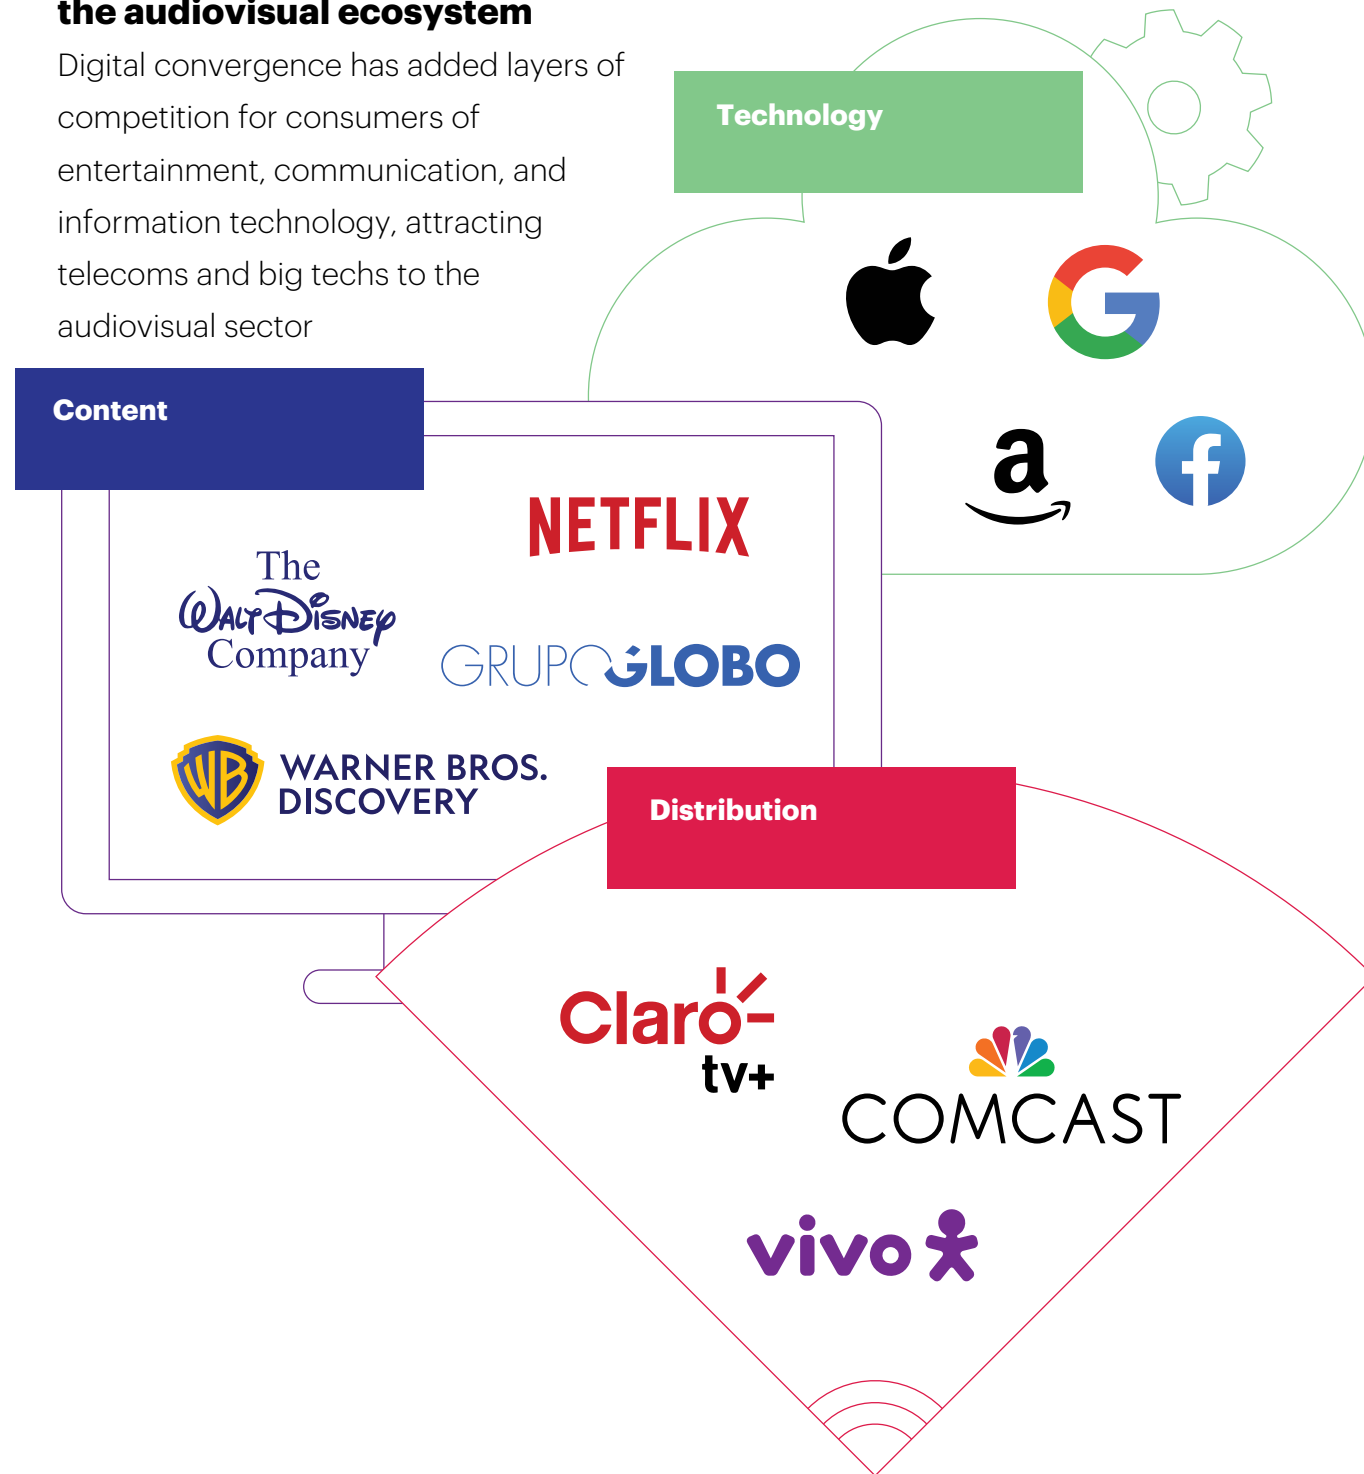 the audiovisual ecosystem
Digital convergence has added layers of
competition for consumers of
entertainment, communication, and
information technology, attracting
telecoms and big techs to the
audiovisual sector
Technology
Content
NETFLIX
The
WALT DISNEY
Company
GRUPOGLOBO
WB
WARNER BROS.
DISCOVERY
Distribution
Claro
tv+
COMCAST
vivo